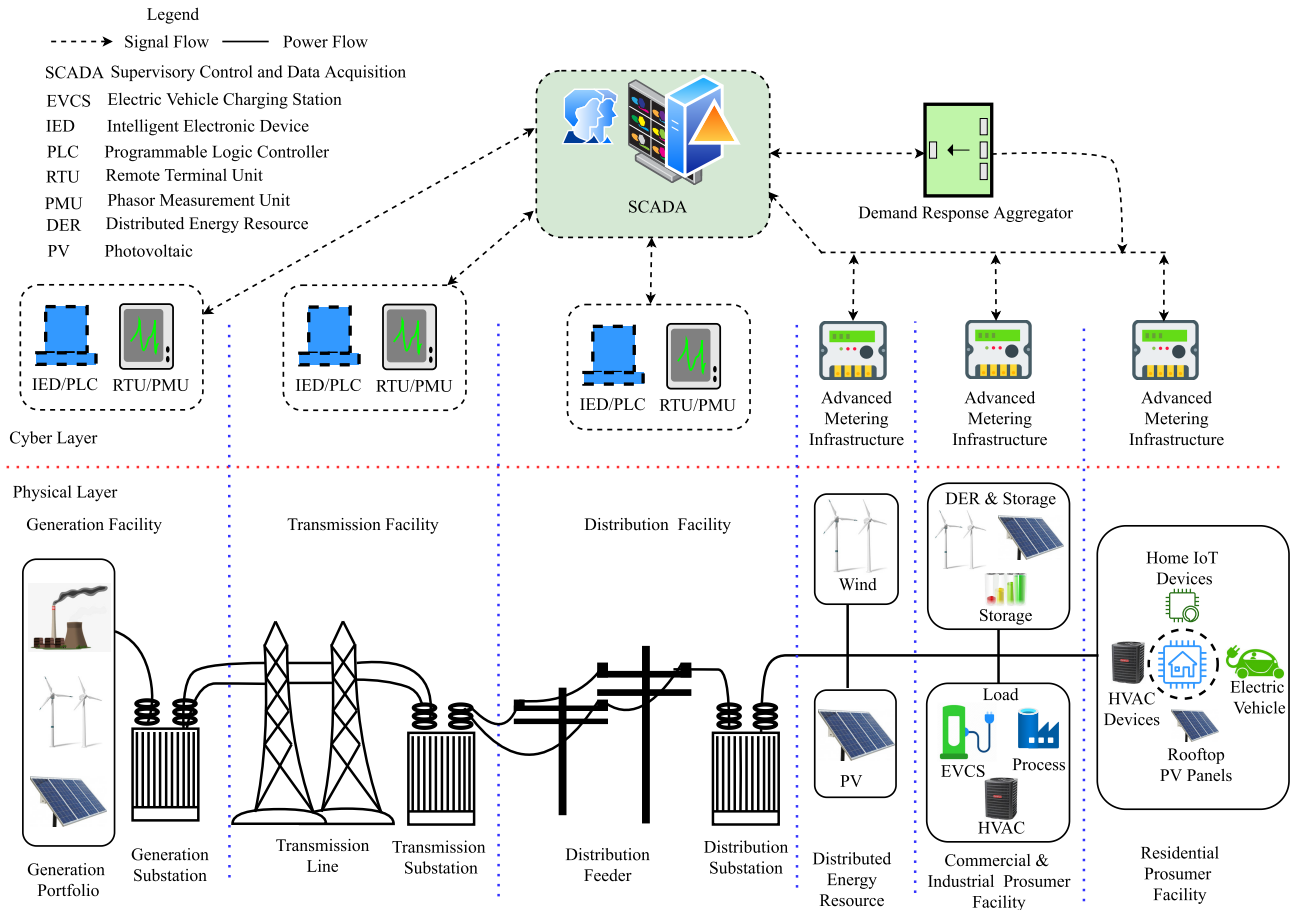 Legend
Signal Flow
Power Flow
SCADA Supervisory Control and Data Acquisition
EVCS Electric Vehicle Charging Station
IED Intelligent Electronic Device
PLC Programmable Logic Controller
RTU Remote Terminal Unit
PMU Phasor Measurement Unit
DER Distributed Energy Resource
PV Photovoltaic
SCADA
Demand Response Aggregator
IED/PLC
RTU/PMU
IED/PLC
RTU/PMU
IED/PLC
RTU/PMU
Advanced
Metering
Infrastructure
Advanced
Metering
Infrastructure
Advanced
Metering
Infrastructure
Cyber Layer
Physical Layer
Generation Facility
Transmission Facility
Distribution Facility
Wind
PV
DER & Storage
Storage
Load
EVCS
Process
HVAC
Home IoT
Devices
HVAC
Devices
Electric
Vehicle
Rooftop
PV Panels
Generation
Portfolio
Generation
Substation
Transmission
Line
Transmission
Substation
Distribution
Feeder
Distribution
Substation
Distributed
Energy
Resource
Commercial &
Industrial Prosumer
Facility
Residential
Prosumer
Facility